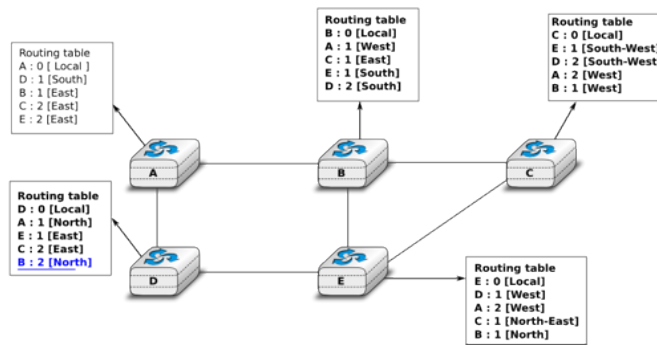 Routing table
A : 0 [ Local ]
D : 1 [South]
B : 1 [East]
C : 2 [East]
E : 2 [East]
Routing table
B : 0 [Local]
A : 1 [West]
C : 1 [East]
E : 1 [South]
D : 2 [South]
Routing table
C : 0 [Local]
E : 1 [South-West]
D : 2 [South-West]
A : 2 [West]
B : 1 [West]
A
B
C
Routing table
D : 0 [Local]
A : 1 [North]
E : 1 [East]
C : 2 [East]
B : 2 [North]
D
E
Routing table
E : 0 [Local]
D : 1 [West]
A : 2 [West]
C : 1 [North-East]
B : 1 [North]